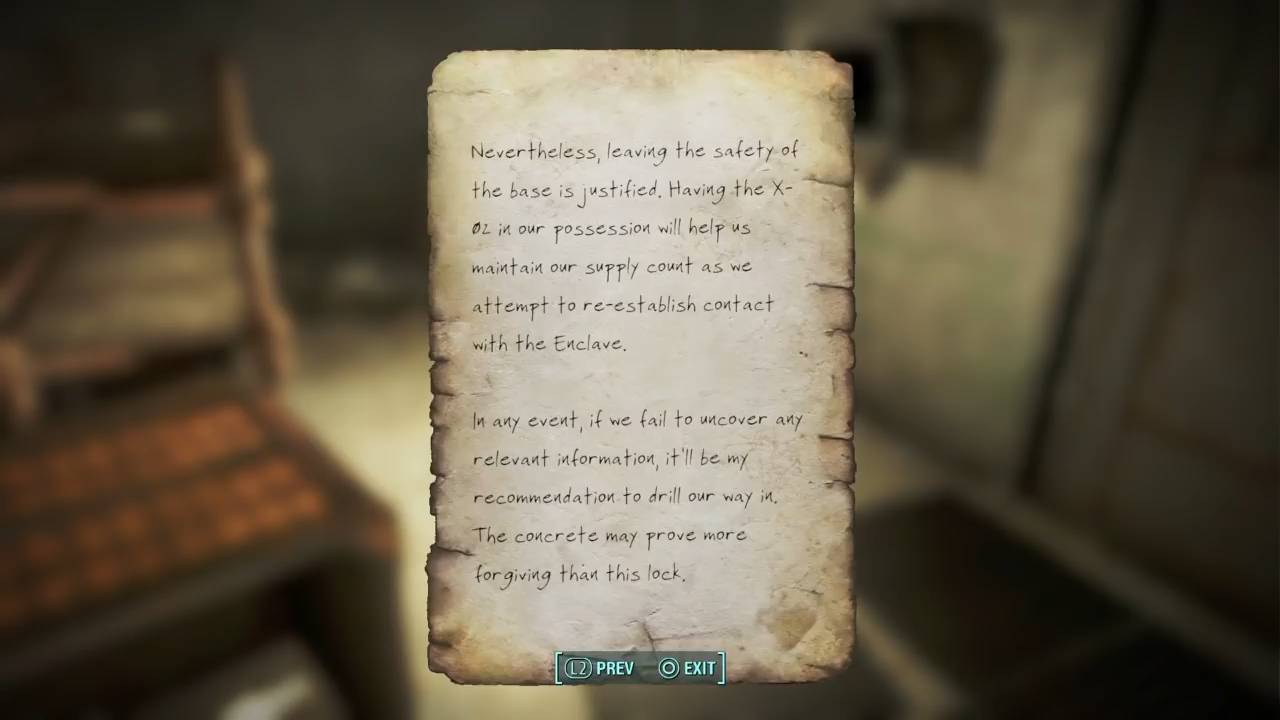 Nevertheless, leaving the safety of
the base is justified. Having the X-
02 in our possession will help us
maintain our supply count as we
attempt to re-establish contact
with the Enclave.
In any event, if we fail to uncover any
relevant information, it'll be my
recommendation to drill our way in.
The concrete may prove more
forgiving than this lock.
L2 PREV EXIT